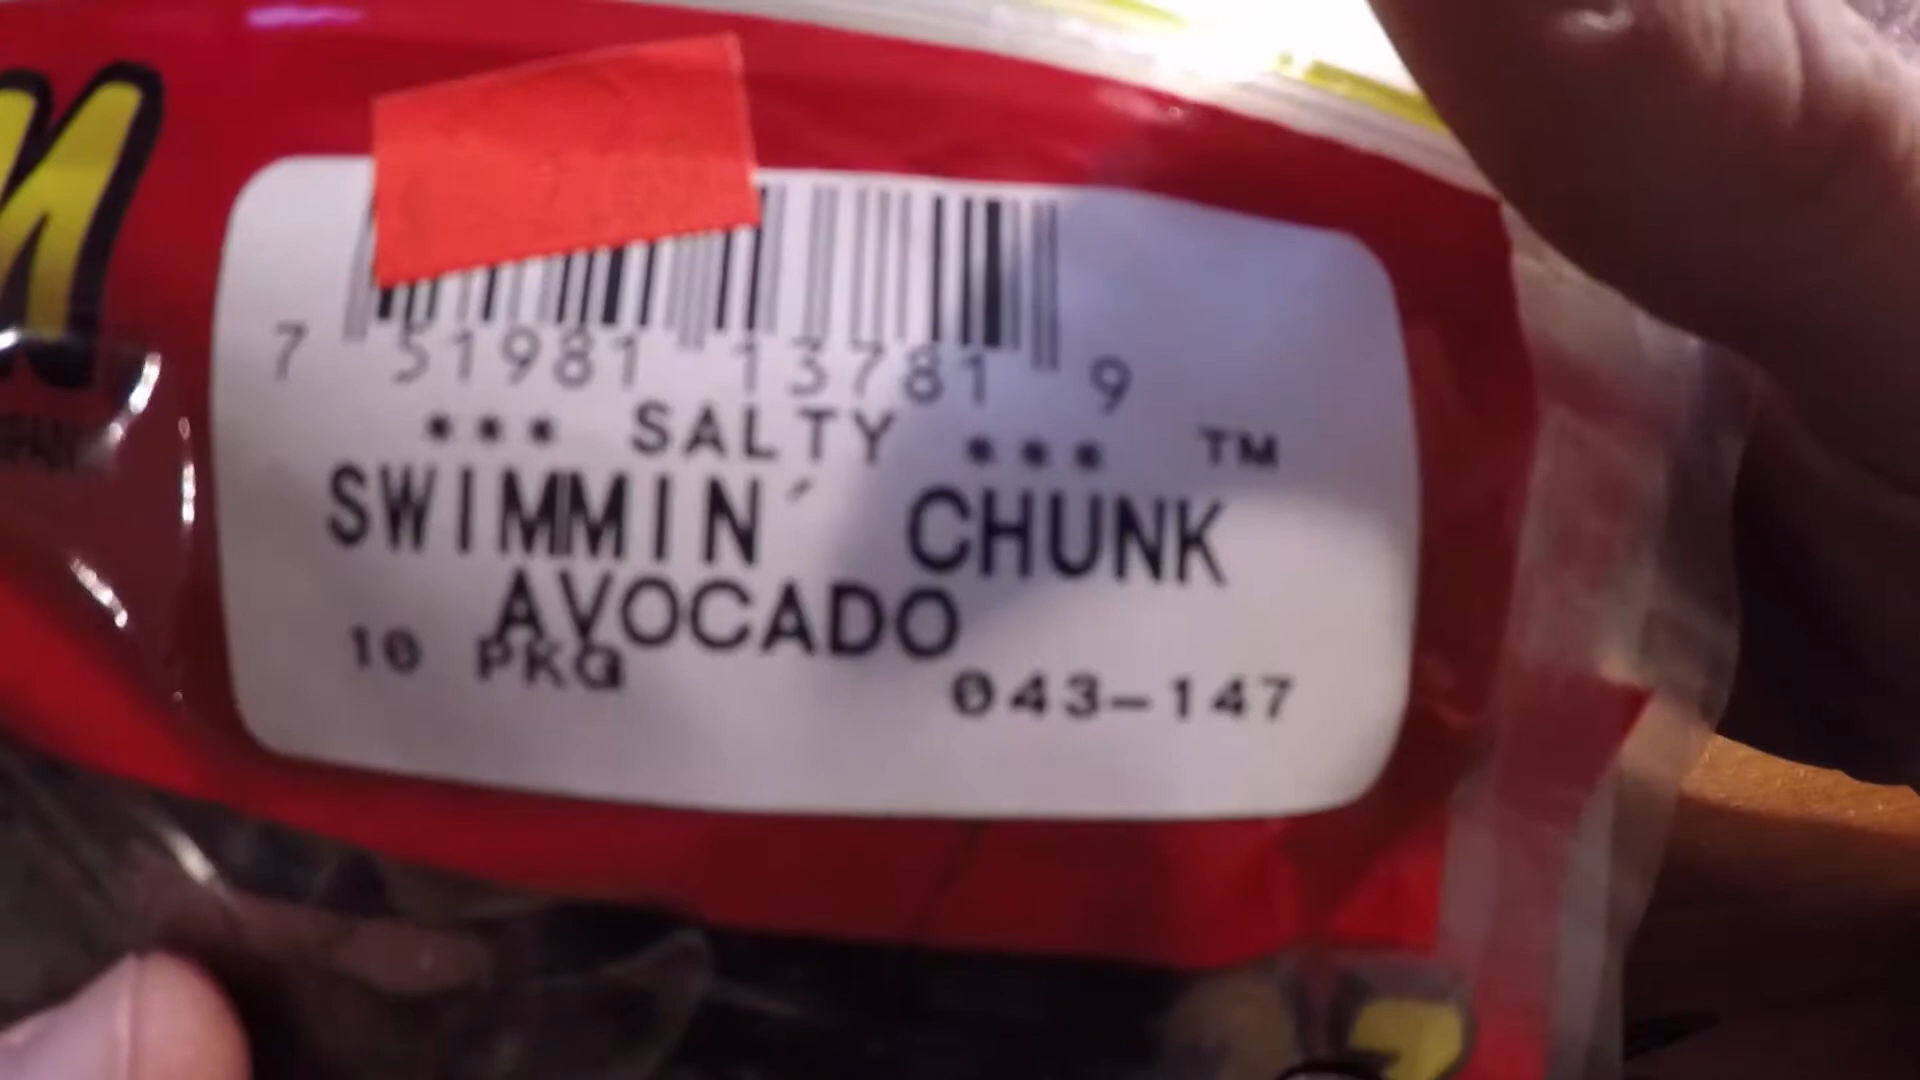 7 51981 13781 9
*** SALTY *** TM
SWIMMIN' CHUNK
AVOCADO
10 PKG 043-147